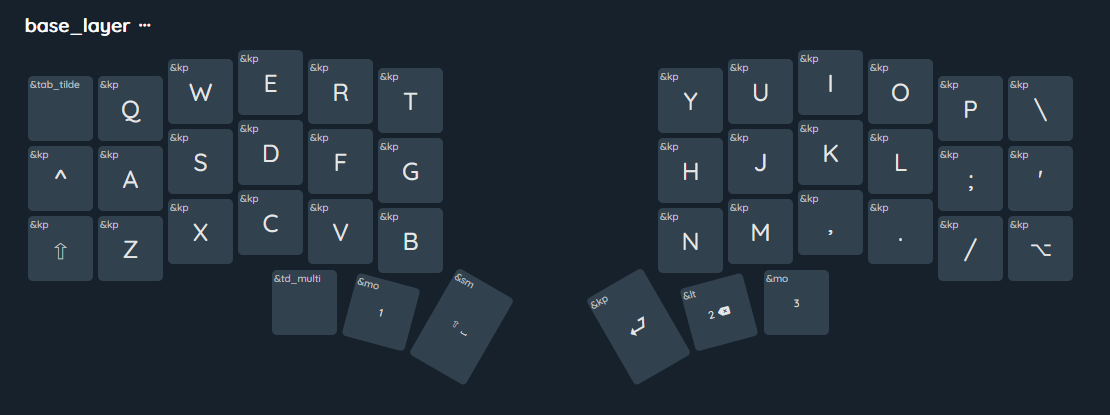 base_layer ···
&tab_tilde &kp Q &kp W &kp E &kp R &kp T &kp Y &kp U &kp I &kp O &kp P &kp \
&kp ^ &kp A &kp S &kp D &kp F &kp G &kp H &kp J &kp K &kp L &kp ; &kp '
&kp ⇧ &kp Z &kp X &kp C &kp V &kp B &kp N &kp M &kp , &kp . &kp / &kp ⌥
&td_multi &mo 1 &sm ⇧ ⎵ &kp ⏎ &lt 2 ⌫ &mo 3